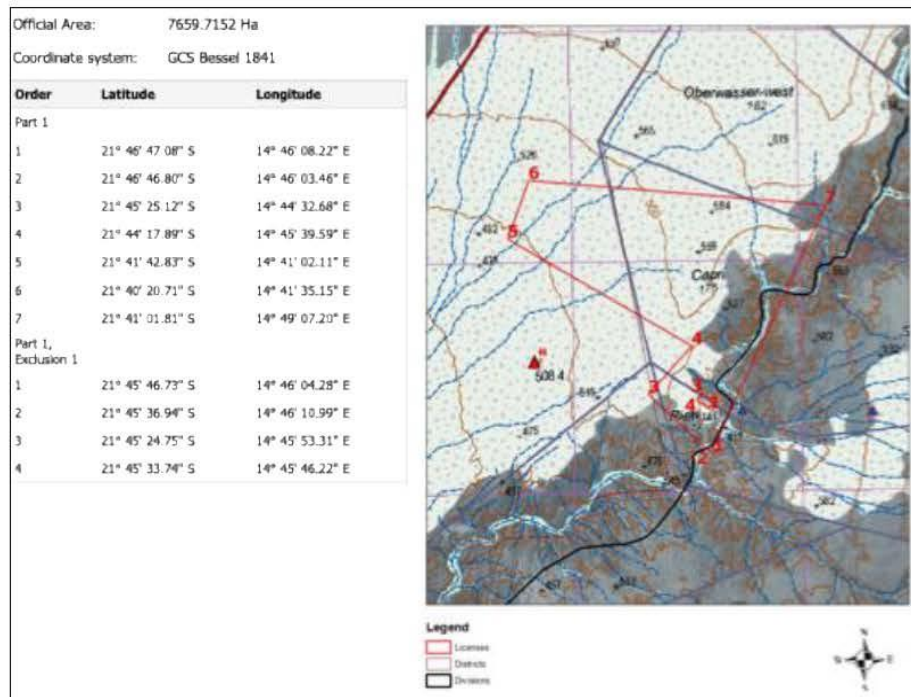 Official Area: 7659.7152 Ha
Coordinate system: GCS Bessel 1841
Order Latitude Longitude
Part 1
1 21° 46' 47.08" S 14° 46' 08.22" E
2 21° 46' 46.80" S 14° 46' 03.46" E
3 21° 45' 25.12" S 14° 44' 32.68" E
4 21° 44' 17.89" S 14° 45' 39.59" E
5 21° 41' 42.83" S 14° 41' 02.11" E
6 21° 40' 20.71" S 14° 41' 35.15" E
7 21° 41' 01.81" S 14° 49' 07.20" E
Part 1,
Exclusion 1
1 21° 45' 46.73" S 14° 46' 04.28" E
2 21° 45' 36.94" S 14° 46' 10.99" E
3 21° 45' 24.75" S 14° 45' 53.31" E
4 21° 45' 33.74" S 14° 45' 46.22" E
Oberwasser-west
565
526
6
7
5
Capri
4
508 4
3
4
475
2
582
Legend
Licenses
Districts
Divisions
N
E
S